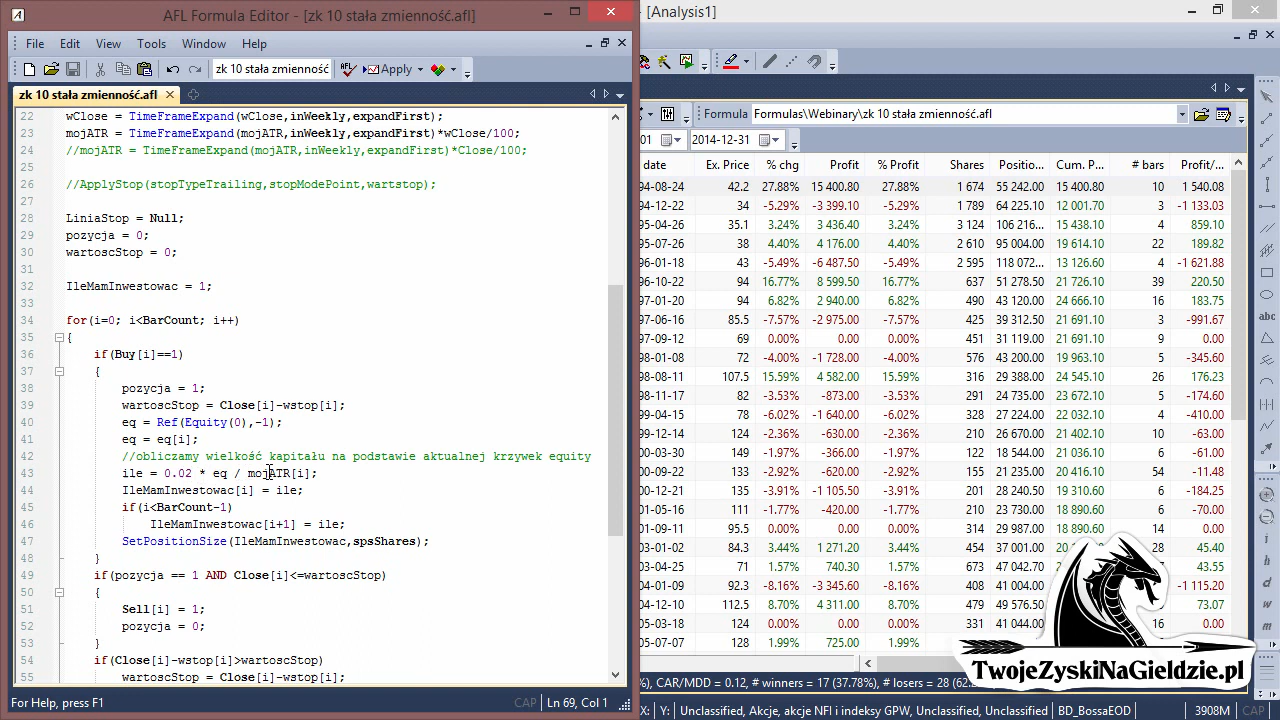 AFL Formula Editor - [zk 10 stała zmienność.afl]
- [Analysis1]
File Edit View Tools Window Help
zk 10 stała zmienność
Apply
zk 10 stała zmienność.afl
22 wClose = TimeFrameExpand(wClose,inWeekly,expandFirst);
23 mojATR = TimeFrameExpand(mojATR,inWeekly,expandFirst)*wClose/100;
24 //mojATR = TimeFrameExpand(mojATR,inWeekly,expandFirst)*Close/100;
25
26 //ApplyStop(stopTypeTrailing,stopModePoint,wartstop);
27
28 LiniaStop = Null;
29 pozycja = 0;
30 wartoscStop = 0;
31
32 IleMamInwestowac = 1;
33
34 for(i=0; i<BarCount; i++)
35 {
36 if(Buy[i]==1)
37 {
38 pozycja = 1;
39 wartoscStop = Close[i]-wstop[i];
40 eq = Ref(Equity(0),-1);
41 eq = eq[i];
42 //obliczamy wielkość kapitału na podstawie aktualnej krzywek equity
43 ile = 0.02 * eq / mojATR[i];
44 IleMamInwestowac[i] = ile;
45 if(i<BarCount-1)
46 IleMamInwestowac[i+1] = ile;
47 SetPositionSize(IleMamInwestowac,spsShares);
48 }
49 if(pozycja == 1 AND Close[i]<=wartoscStop)
50 {
51 Sell[i] = 1;
52 pozycja = 0;
53 }
54 if(Close[i]-wstop[i]>wartoscStop)
55 wartoscStop = Close[i]-wstop[i];
For Help, press F1
CAP
Ln 69, Col 1
Formula Formulas\Webinary\zk 10 stała zmienność.afl
01 2014-12-31
date Ex. Price % chg Profit % Profit Shares Positio... Cum. P... # bars Profit/...
94-08-24 42.2 27.88% 15 400.80 27.88% 1 674 55 242.00 15 400.80 10 1 540.08
94-12-22 34 -5.29% -3 399.10 -5.29% 1 789 64 225.10 12 001.70 3 -1 133.03
95-04-26 35.1 3.24% 3 436.40 3.24% 3 124 106 216... 15 438.10 4 859.10
95-07-26 38 4.40% 4 176.00 4.40% 2 610 95 004.00 19 614.10 22 189.82
96-01-18 43 -5.49% -6 487.50 -5.49% 2 595 118 072... 13 126.60 4 -1 621.88
96-10-22 94 16.77% 8 599.50 16.77% 637 51 278.50 21 726.10 39 220.50
97-01-20 94 6.82% 2 940.00 6.82% 490 43 120.00 24 666.10 16 183.75
97-06-16 85.5 -7.57% -2 975.00 -7.57% 425 39 312.50 21 691.10 3 -991.67
97-09-12 69 0.00% 0.00 0.00% 451 31 119.00 21 691.10 9 0.00
98-01-08 72 -4.00% -1 728.00 -4.00% 576 43 200.00 19 963.10 5 -345.60
98-08-11 107.5 15.59% 4 582.00 15.59% 316 29 388.00 24 545.10 26 176.23
98-08-31 82 -3.53% -873.00 -3.53% 291 24 735.00 23 672.10 5 -174.60
99-04-15 78 -6.02% -1 640.00 -6.02% 328 27 224.00 22 032.10 4 -410.00
99-12-14 124 -2.36% -630.00 -2.36%
00-03-30 149 -1.97% -366.00 -1.97% 122 18 544.00
00-09-22 133 -2.92% -620.00 -2.92% 155 21 235.00 20 416.10 54 -11.48
00-12-21 135 -3.91% -1 105.50 -3.91% 201 28 240.50 19 310.60 6 -184.25
01-05-16 111 -1.77% -420.00 -1.77% 210 23 730.00 18 890.60 6 -70.00
01-09-11 95.5 0.00% 0.00 0.00% 314 29 987.00 18 890.60 14 0.00
03-01-02 84.3 3.44% 1 271.20 3.44% 454 37 001.00 28 45.40
03-04-02 71 1.57% 740.30 1.57% 673 47 042.70 43.55
04-01-09 92.3 -8.16% -3 345.60 -8.16% 408 41 004.00 -1 115.20
04-12-10 112.5 8.70% 4 311.00 8.70% 479 49 576.50 73.07
05-03-18 124 0.00% 0.00 0.00% 331 41 044.00 0.00
05-07-07 128 1.99% 725.00 1.99%
TwojeZyskiNaGieldzie.pl
%), CAR/MDD = 0.12, # winners = 17 (37.78%), # losers = 28 (62.
X: Y: Unclassified, Akcje, akcje NFI i indeksy GPW, Unclassified, Unclassified BD_BossaEOD 3908M CAP